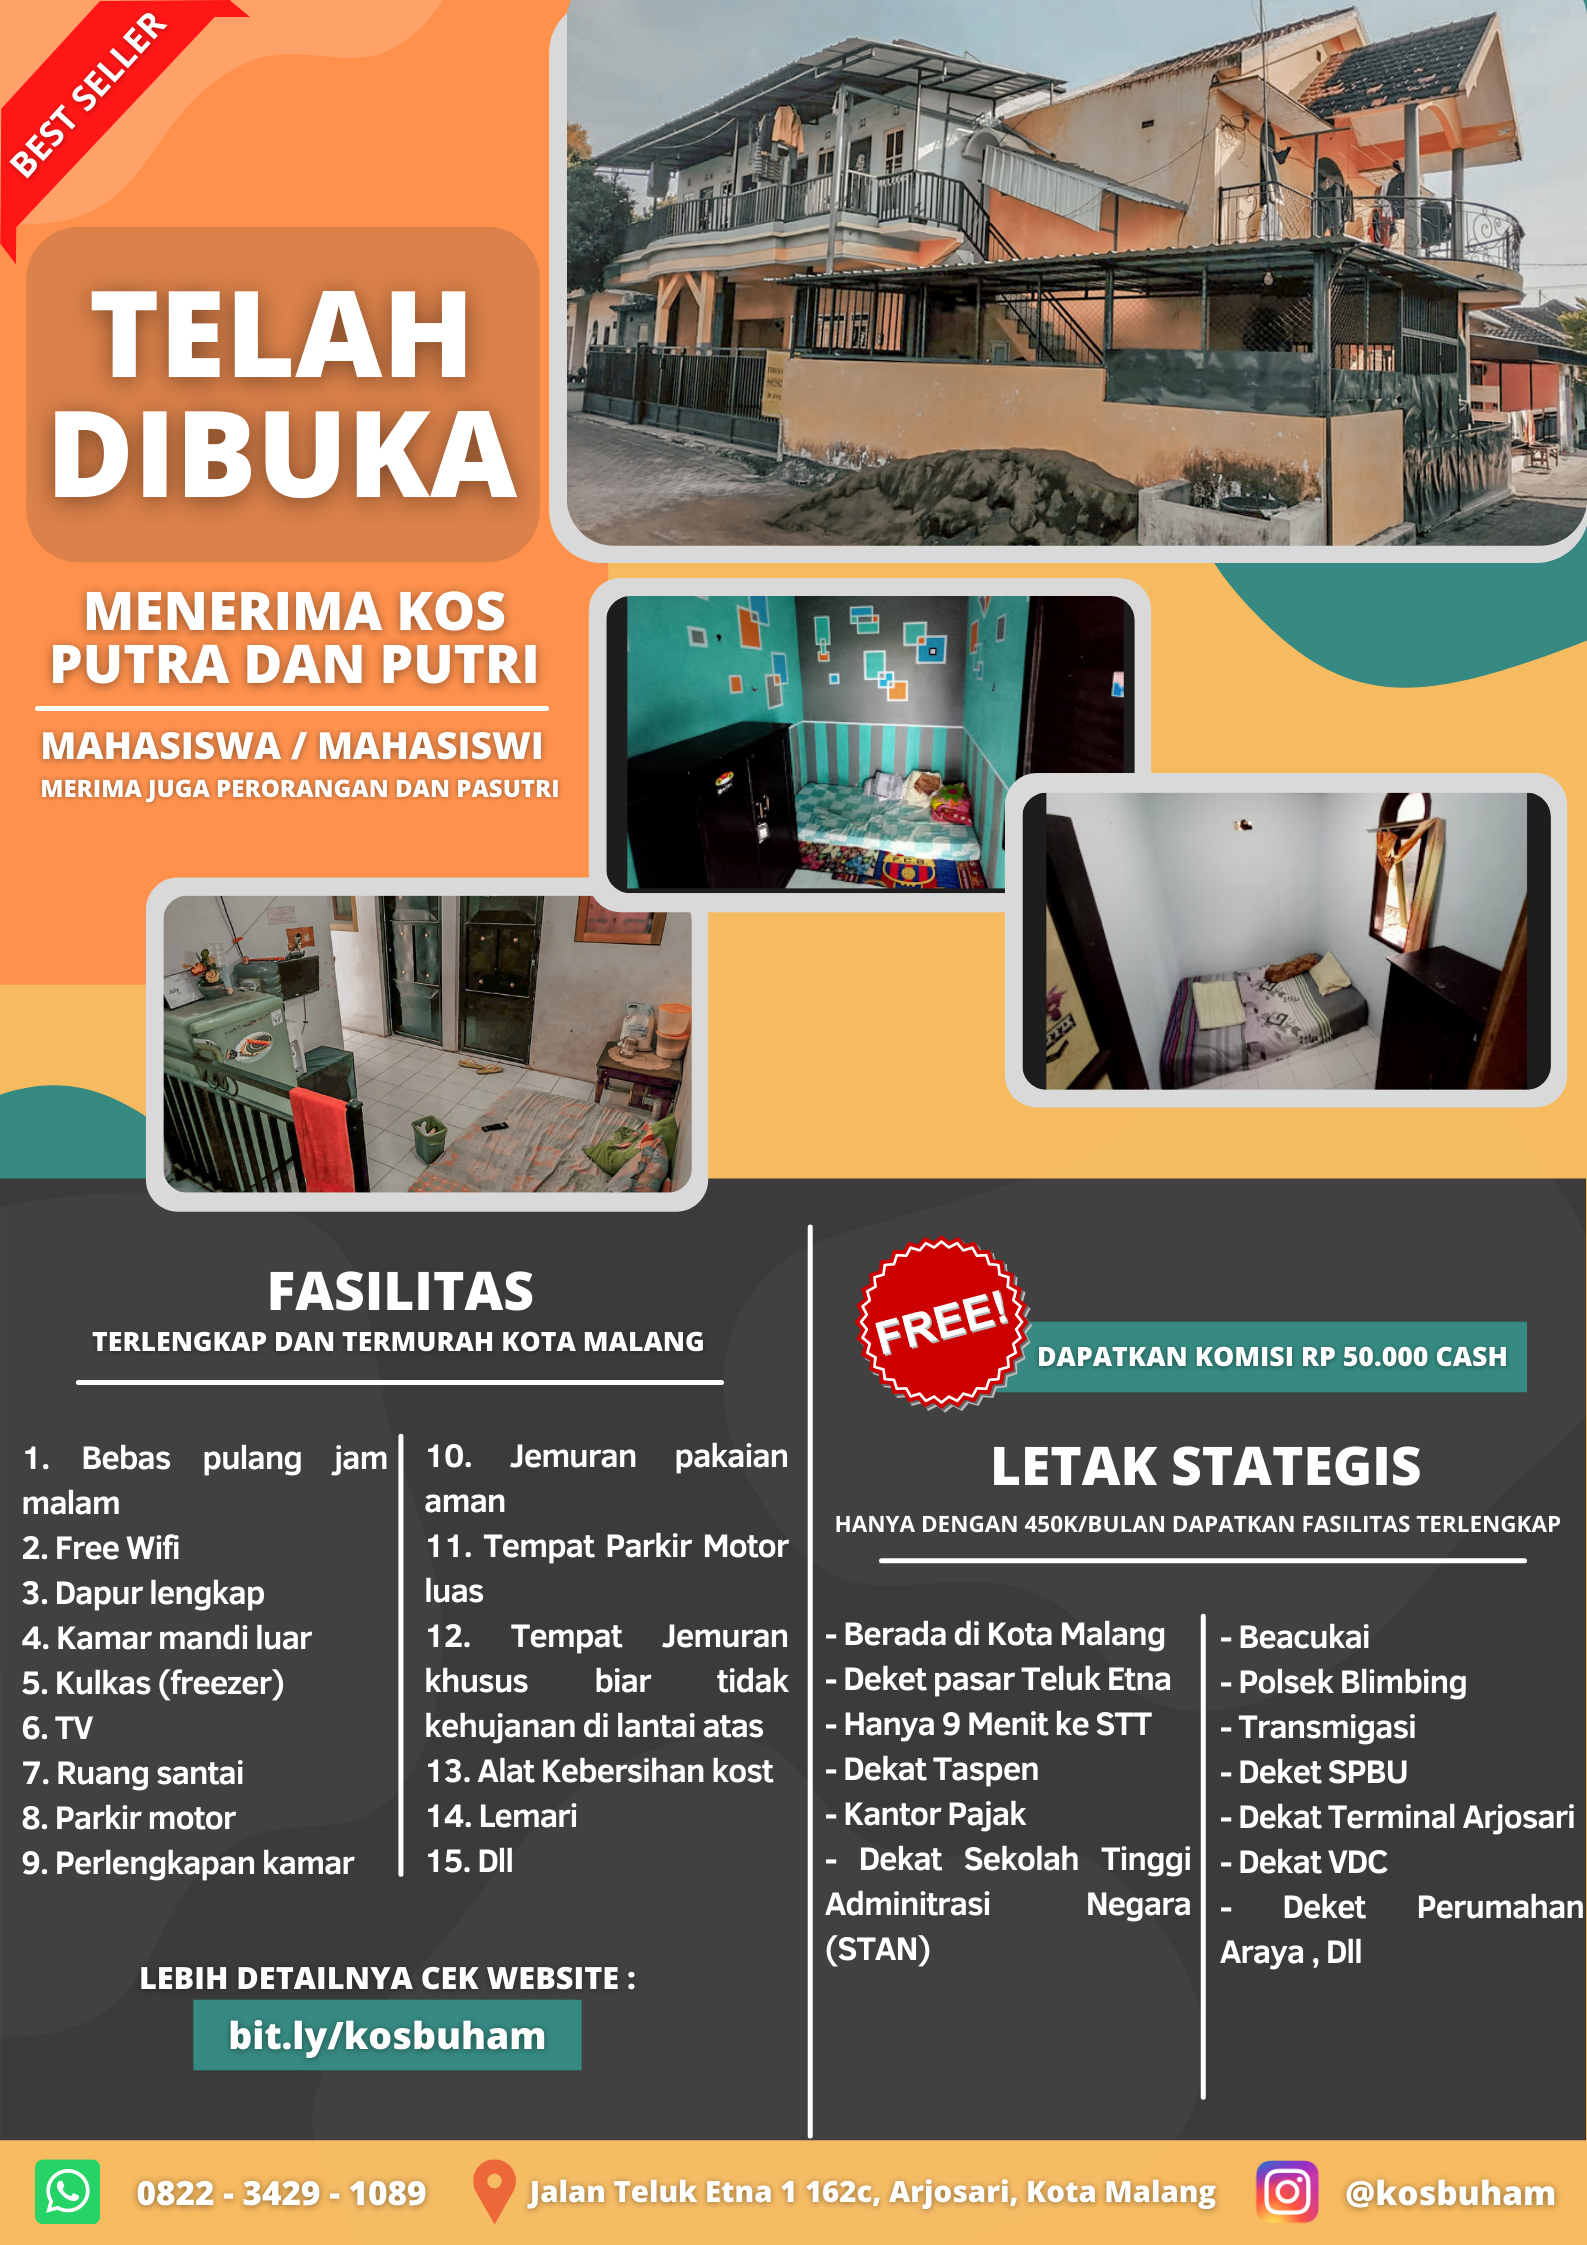 BEST SELLER
TELAH
DIBUKA
MENERIMA KOS
PUTRA DAN PUTRI
MAHASISWA / MAHASISWI
MERIMA JUGA PERORANGAN DAN PASUTRI
FASILITAS
TERLENGKAP DAN TERMURAH KOTA MALANG
1. Bebas pulang jam
malam
2. Free Wifi
3. Dapur lengkap
4. Kamar mandi luar
5. Kulkas (freezer)
6. TV
7. Ruang santai
8. Parkir motor
9. Perlengkapan kamar
10. Jemuran pakaian
aman
11. Tempat Parkir Motor
luas
12. Tempat Jemuran
khusus biar tidak
kehujanan di lantai atas
13. Alat Kebersihan kost
14. Lemari
15. Dll
LEBIH DETAILNYA CEK WEBSITE :
bit.ly/kosbuham
FREE!
DAPATKAN KOMISI RP 50.000 CASH
LETAK STATEGIS
HANYA DENGAN 450K/BULAN DAPATKAN FASILITAS TERLENGKAP
- Berada di Kota Malang
- Deket pasar Teluk Etna
- Hanya 9 Menit ke STT
- Dekat Taspen
- Kantor Pajak
- Dekat Sekolah Tinggi
Adminitrasi Negara
(STAN)
- Beacukai
- Polsek Blimbing
- Transmigasi
- Deket SPBU
- Dekat Terminal Arjosari
- Dekat VDC
- Deket Perumahan
Araya , Dll
0822 - 3429 - 1089
Jalan Teluk Etna 1 162c, Arjosari, Kota Malang
@kosbuham